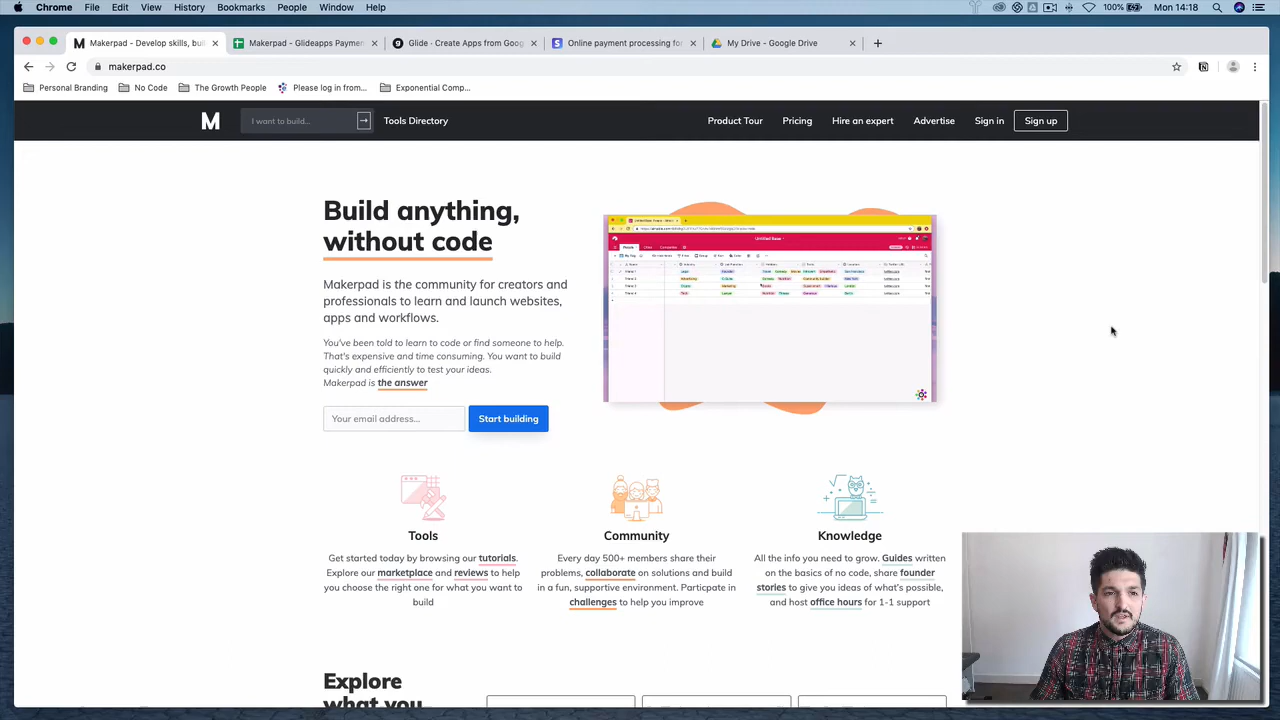 Chrome File Edit View History Bookmarks People Window Help 100% Mon 14:18
Makerpad - Develop skills, bui Makerpad - Glideapps Paymen Glide · Create Apps from Goog Online payment processing for My Drive - Google Drive
makerpad.co
Personal Branding No Code The Growth People Please log in from... Exponential Comp...
M I want to build... Tools Directory Product Tour Pricing Hire an expert Advertise Sign in Sign up
Build anything,
without code
Makerpad is the community for creators and
professionals to learn and launch websites,
apps and workflows.
You've been told to learn to code or find someone to help.
That's expensive and time consuming. You want to build
quickly and efficiently to test your ideas.
Makerpad is the answer
Your email address... Start building
Tools
Get started today by browsing our tutorials.
Explore our marketplace and reviews to help
you choose the right one for what you want to
build
Community
Every day 500+ members share their
problems, collaborate on solutions and build
in a fun, supportive environment. Particpate in
challenges to help you improve
Knowledge
All the info you need to grow. Guides written
on the basics of no code, share founder
stories to give you ideas of what's possible,
and host office hours for 1-1 support
Explore
what you